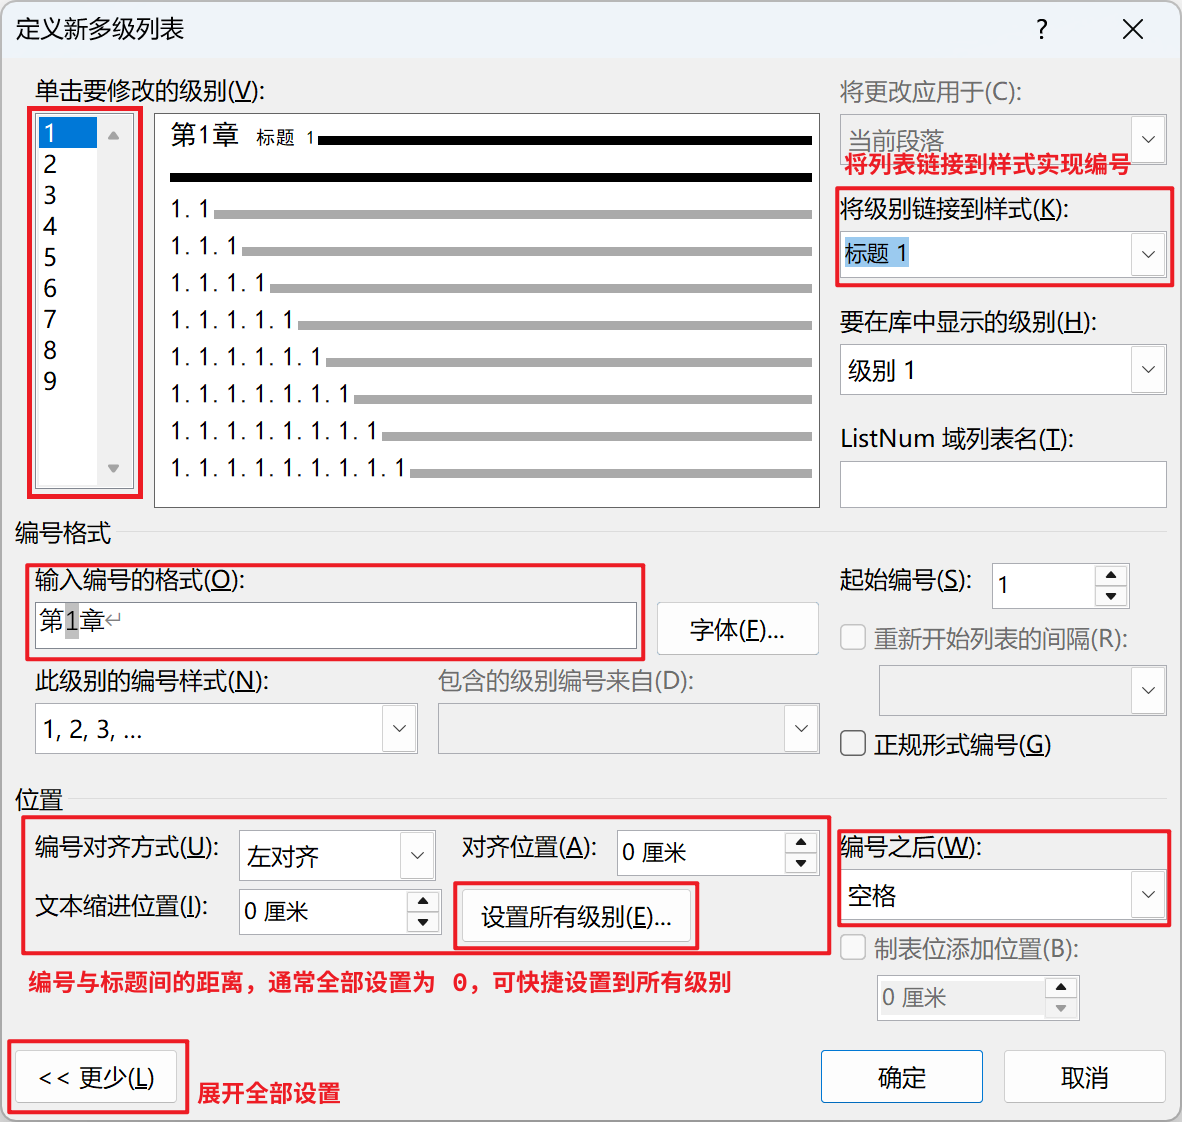 定义新多级列表
?
单击要修改的级别(V):
1
2
3
4
5
6
7
8
9
第1章 标题 1
1.1
1.1.1
1.1.1.1
1.1.1.1.1
1.1.1.1.1.1
1.1.1.1.1.1.1
1.1.1.1.1.1.1.1
1.1.1.1.1.1.1.1.1
将更改应用于(C):
当前段落
将列表链接到样式实现编号
将级别链接到样式(K):
标题 1
要在库中显示的级别(H):
级别 1
ListNum 域列表名(T):
编号格式
输入编号的格式(O):
第1章↵
字体(F)...
起始编号(S): 1
重新开始列表的间隔(R):
此级别的编号样式(N):
1, 2, 3, ...
包含的级别编号来自(D):
正规形式编号(G)
位置
编号对齐方式(U): 左对齐
对齐位置(A): 0 厘米
编号之后(W):
空格
文本缩进位置(I): 0 厘米
设置所有级别(E)...
制表位添加位置(B):
0 厘米
编号与标题间的距离，通常全部设置为 0，可快捷设置到所有级别
<< 更少(L)
展开全部设置
确定
取消